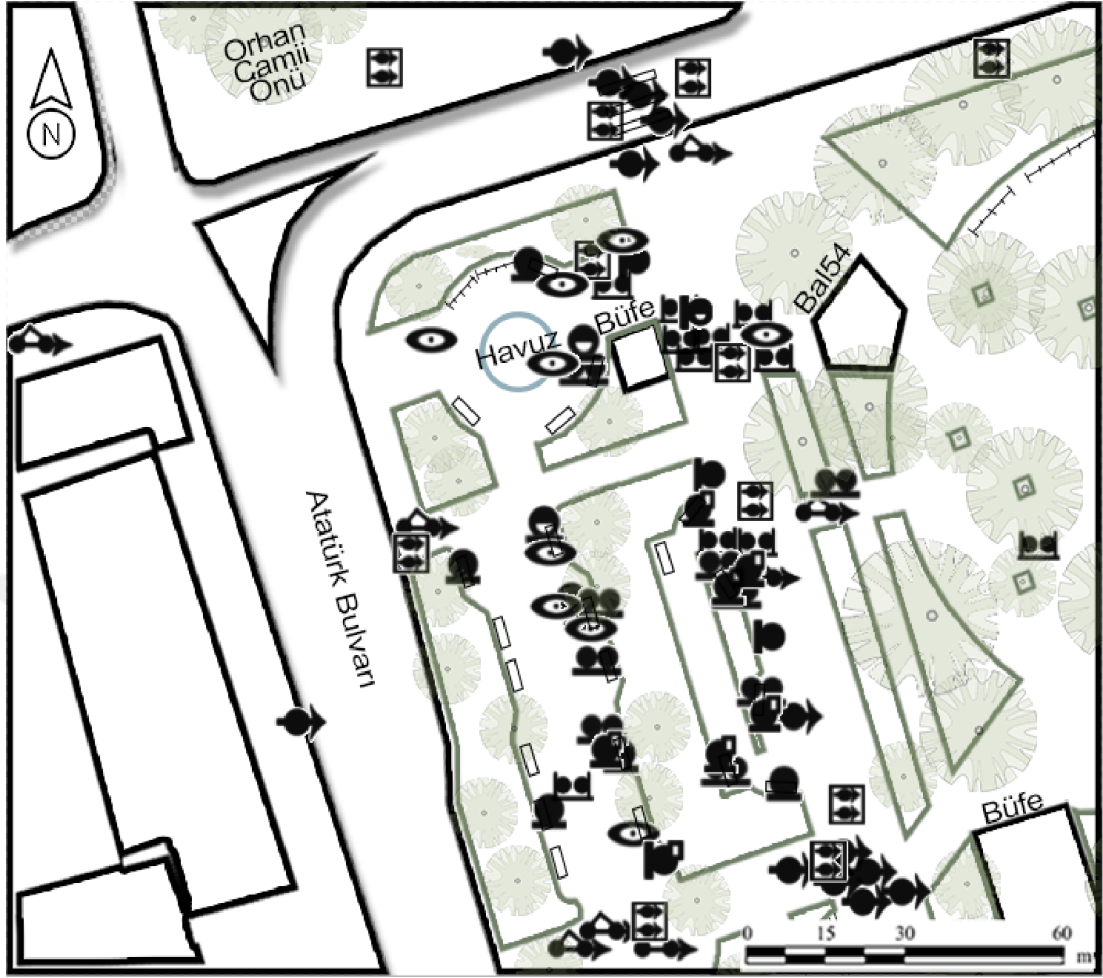 Orhan
Camii
Önü
N
Bal54
Büfe
Havuz
Atatürk Bulvarı
Büfe
0 15 30 60
m